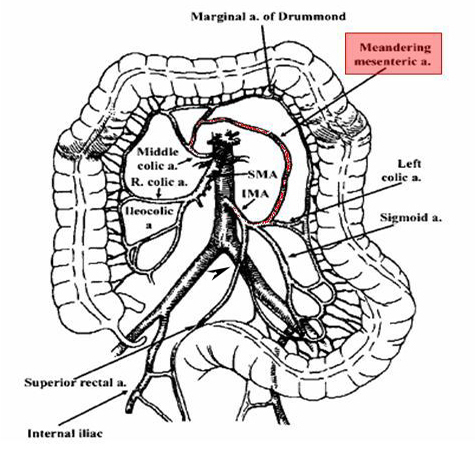 Marginal a. of Drummond
Meandering
mesenteric a.
Middle
colic a.
R. colic a.
Ileocolic
a
SMA
IMA
Left
colic a.
Sigmoid a.
Superior rectal a.
Internal iliac